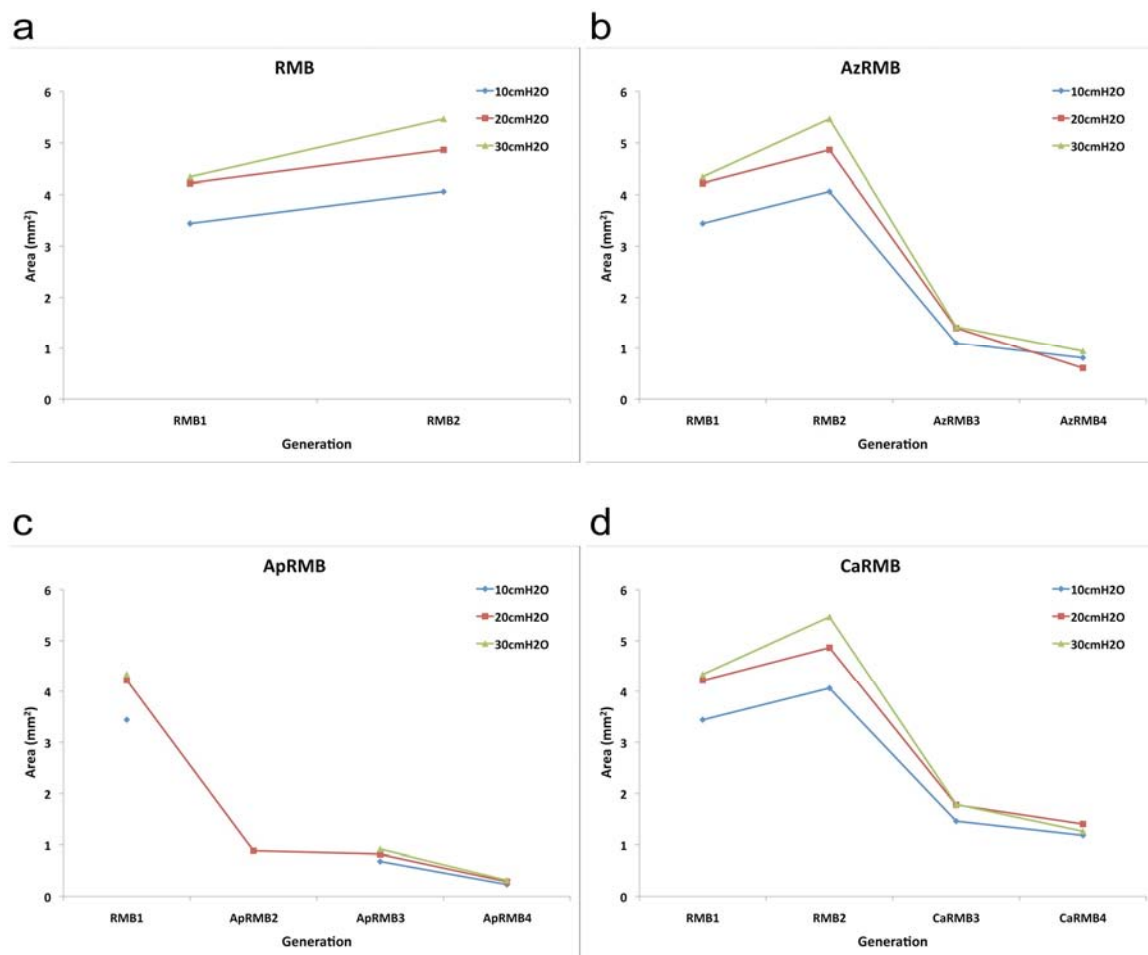 a
RMB
10cmH2O
20cmH2O
30cmH2O
6
5
4
3
2
1
0
Area (mm²)
RMB1 RMB2
Generation
b
AzRMB
10cmH2O
20cmH2O
30cmH2O
6
5
4
3
2
1
0
Area (mm²)
RMB1 RMB2 AzRMB3 AzRMB4
Generation
c
ApRMB
10cmH2O
20cmH2O
30cmH2O
6
5
4
3
2
1
0
Area (mm²)
RMB1 ApRMB2 ApRMB3 ApRMB4
Generation
d
CaRMB
10cmH2O
20cmH2O
30cmH2O
6
5
4
3
2
1
0
Area (mm²)
RMB1 RMB2 CaRMB3 CaRMB4
Generation